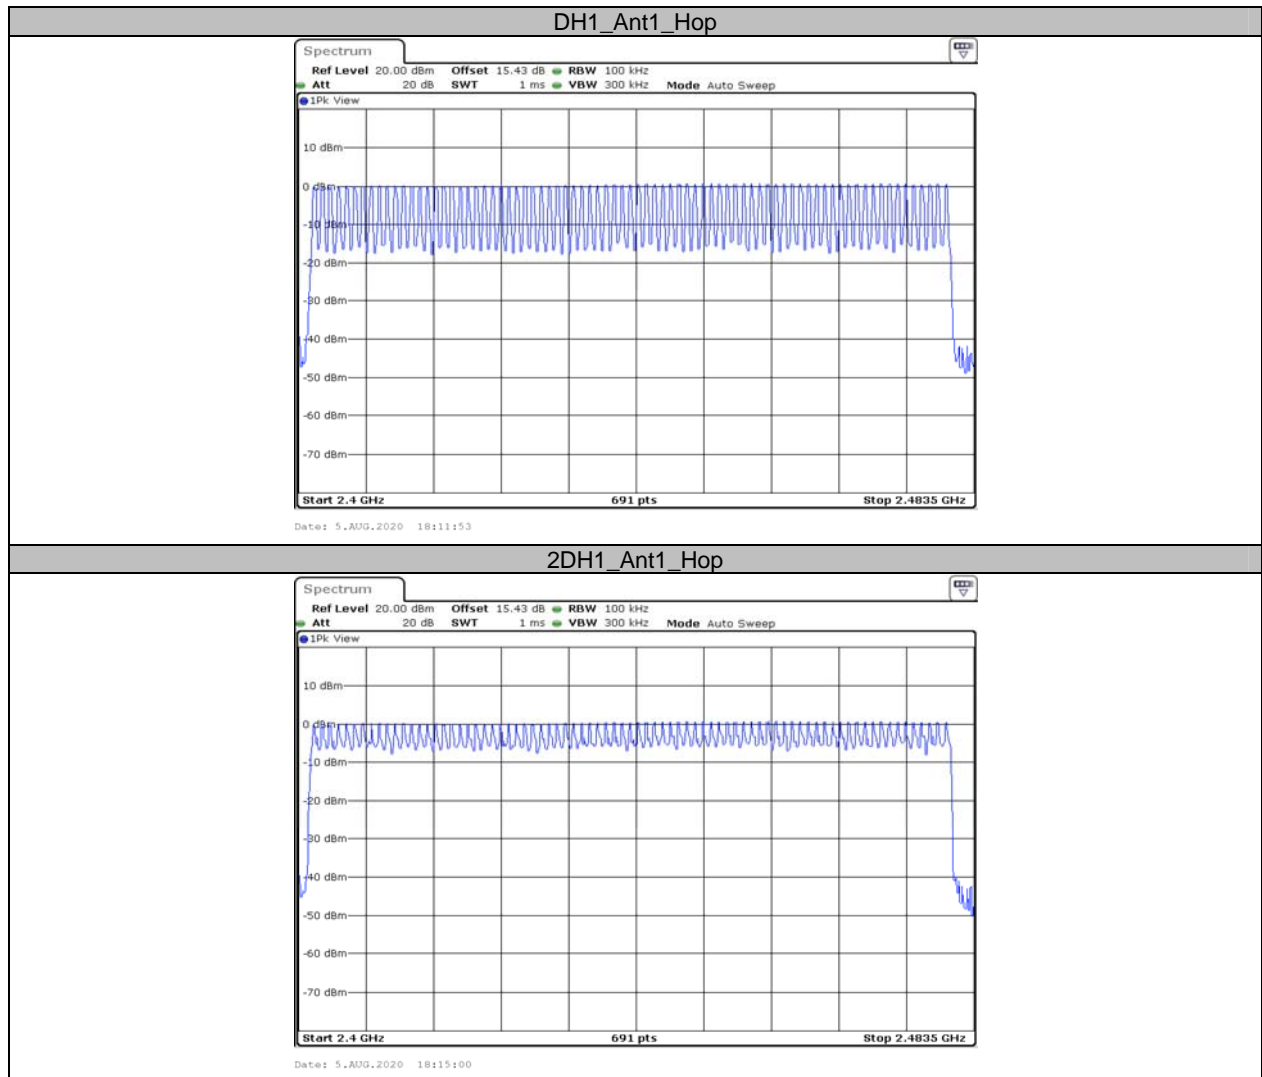 DH1_Ant1_Hop
Spectrum
Ref Level 20.00 dBm Offset 15.43 dB RBW 100 kHz
Att 20 dB SWT 1 ms VBW 300 kHz Mode Auto Sweep
1Pk View
10 dBm
0 dBm
-10 dBm
-20 dBm
-30 dBm
-40 dBm
-50 dBm
-60 dBm
-70 dBm
Start 2.4 GHz 691 pts Stop 2.4835 GHz
Date: 5.AUG.2020 18:11:53
2DH1_Ant1_Hop
Spectrum
Ref Level 20.00 dBm Offset 15.43 dB RBW 100 kHz
Att 20 dB SWT 1 ms VBW 300 kHz Mode Auto Sweep
1Pk View
10 dBm
0 dBm
-10 dBm
-20 dBm
-30 dBm
-40 dBm
-50 dBm
-60 dBm
-70 dBm
Start 2.4 GHz 691 pts Stop 2.4835 GHz
Date: 5.AUG.2020 18:15:00